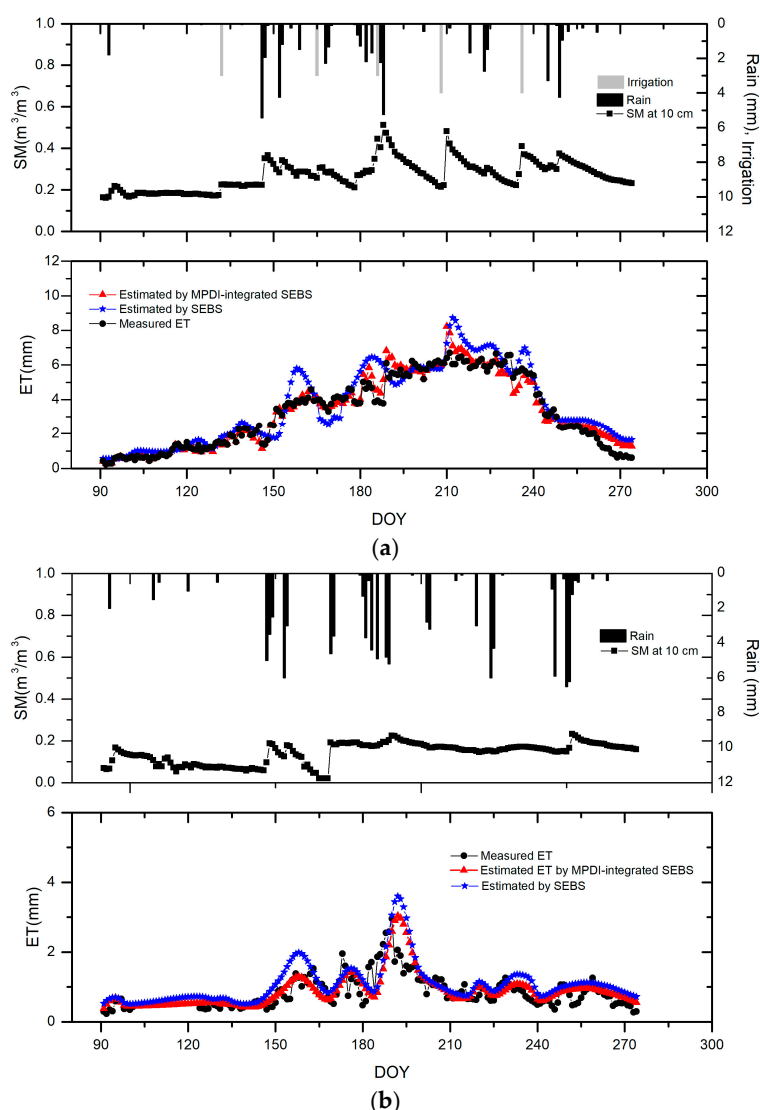 1.0
0.8
0.6
0.4
0.2
0.0
SM(m³/m³)
0
2
4
6
8
10
12
Rain (mm), Irrigation
Irrigation
Rain
SM at 10 cm
12
10
8
6
4
2
0
ET(mm)
Estimated by MPDI-integrated SEBS
Estimated by SEBS
Measured ET
90 120 150 180 210 240 270 300
DOY
(a)
1.0
0.8
0.6
0.4
0.2
0.0
SM(m³/m³)
0
2
4
6
8
10
12
Rain (mm)
Rain
SM at 10 cm
6
4
2
0
ET(mm)
Measured ET
Estimated ET by MPDI-integrated SEBS
Estimated by SEBS
90 120 150 180 210 240 270 300
DOY
(b)